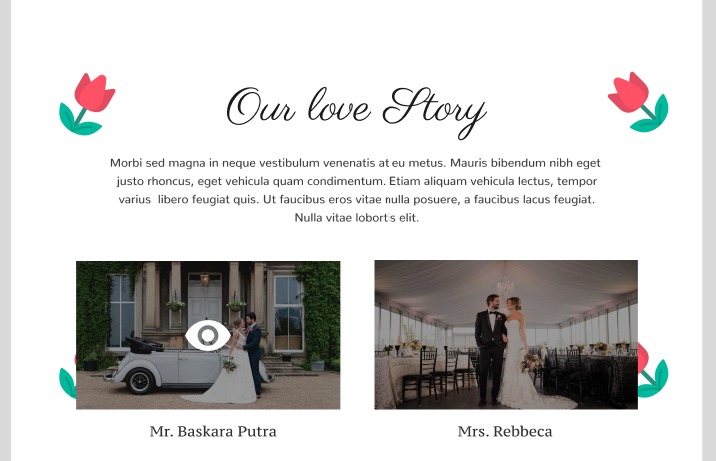 Our love Story
Morbi sed magna in neque vestibulum venenatis at eu metus. Mauris bibendum nibh eget
justo rhoncus, eget vehicula quam condimentum. Etiam aliquam vehicula lectus, tempor
varius libero feugiat quis. Ut faucibus eros vitae nulla posuere, a faucibus lacus feugiat.
Nulla vitae lobortis elit.
Mr. Baskara Putra
Mrs. Rebbeca